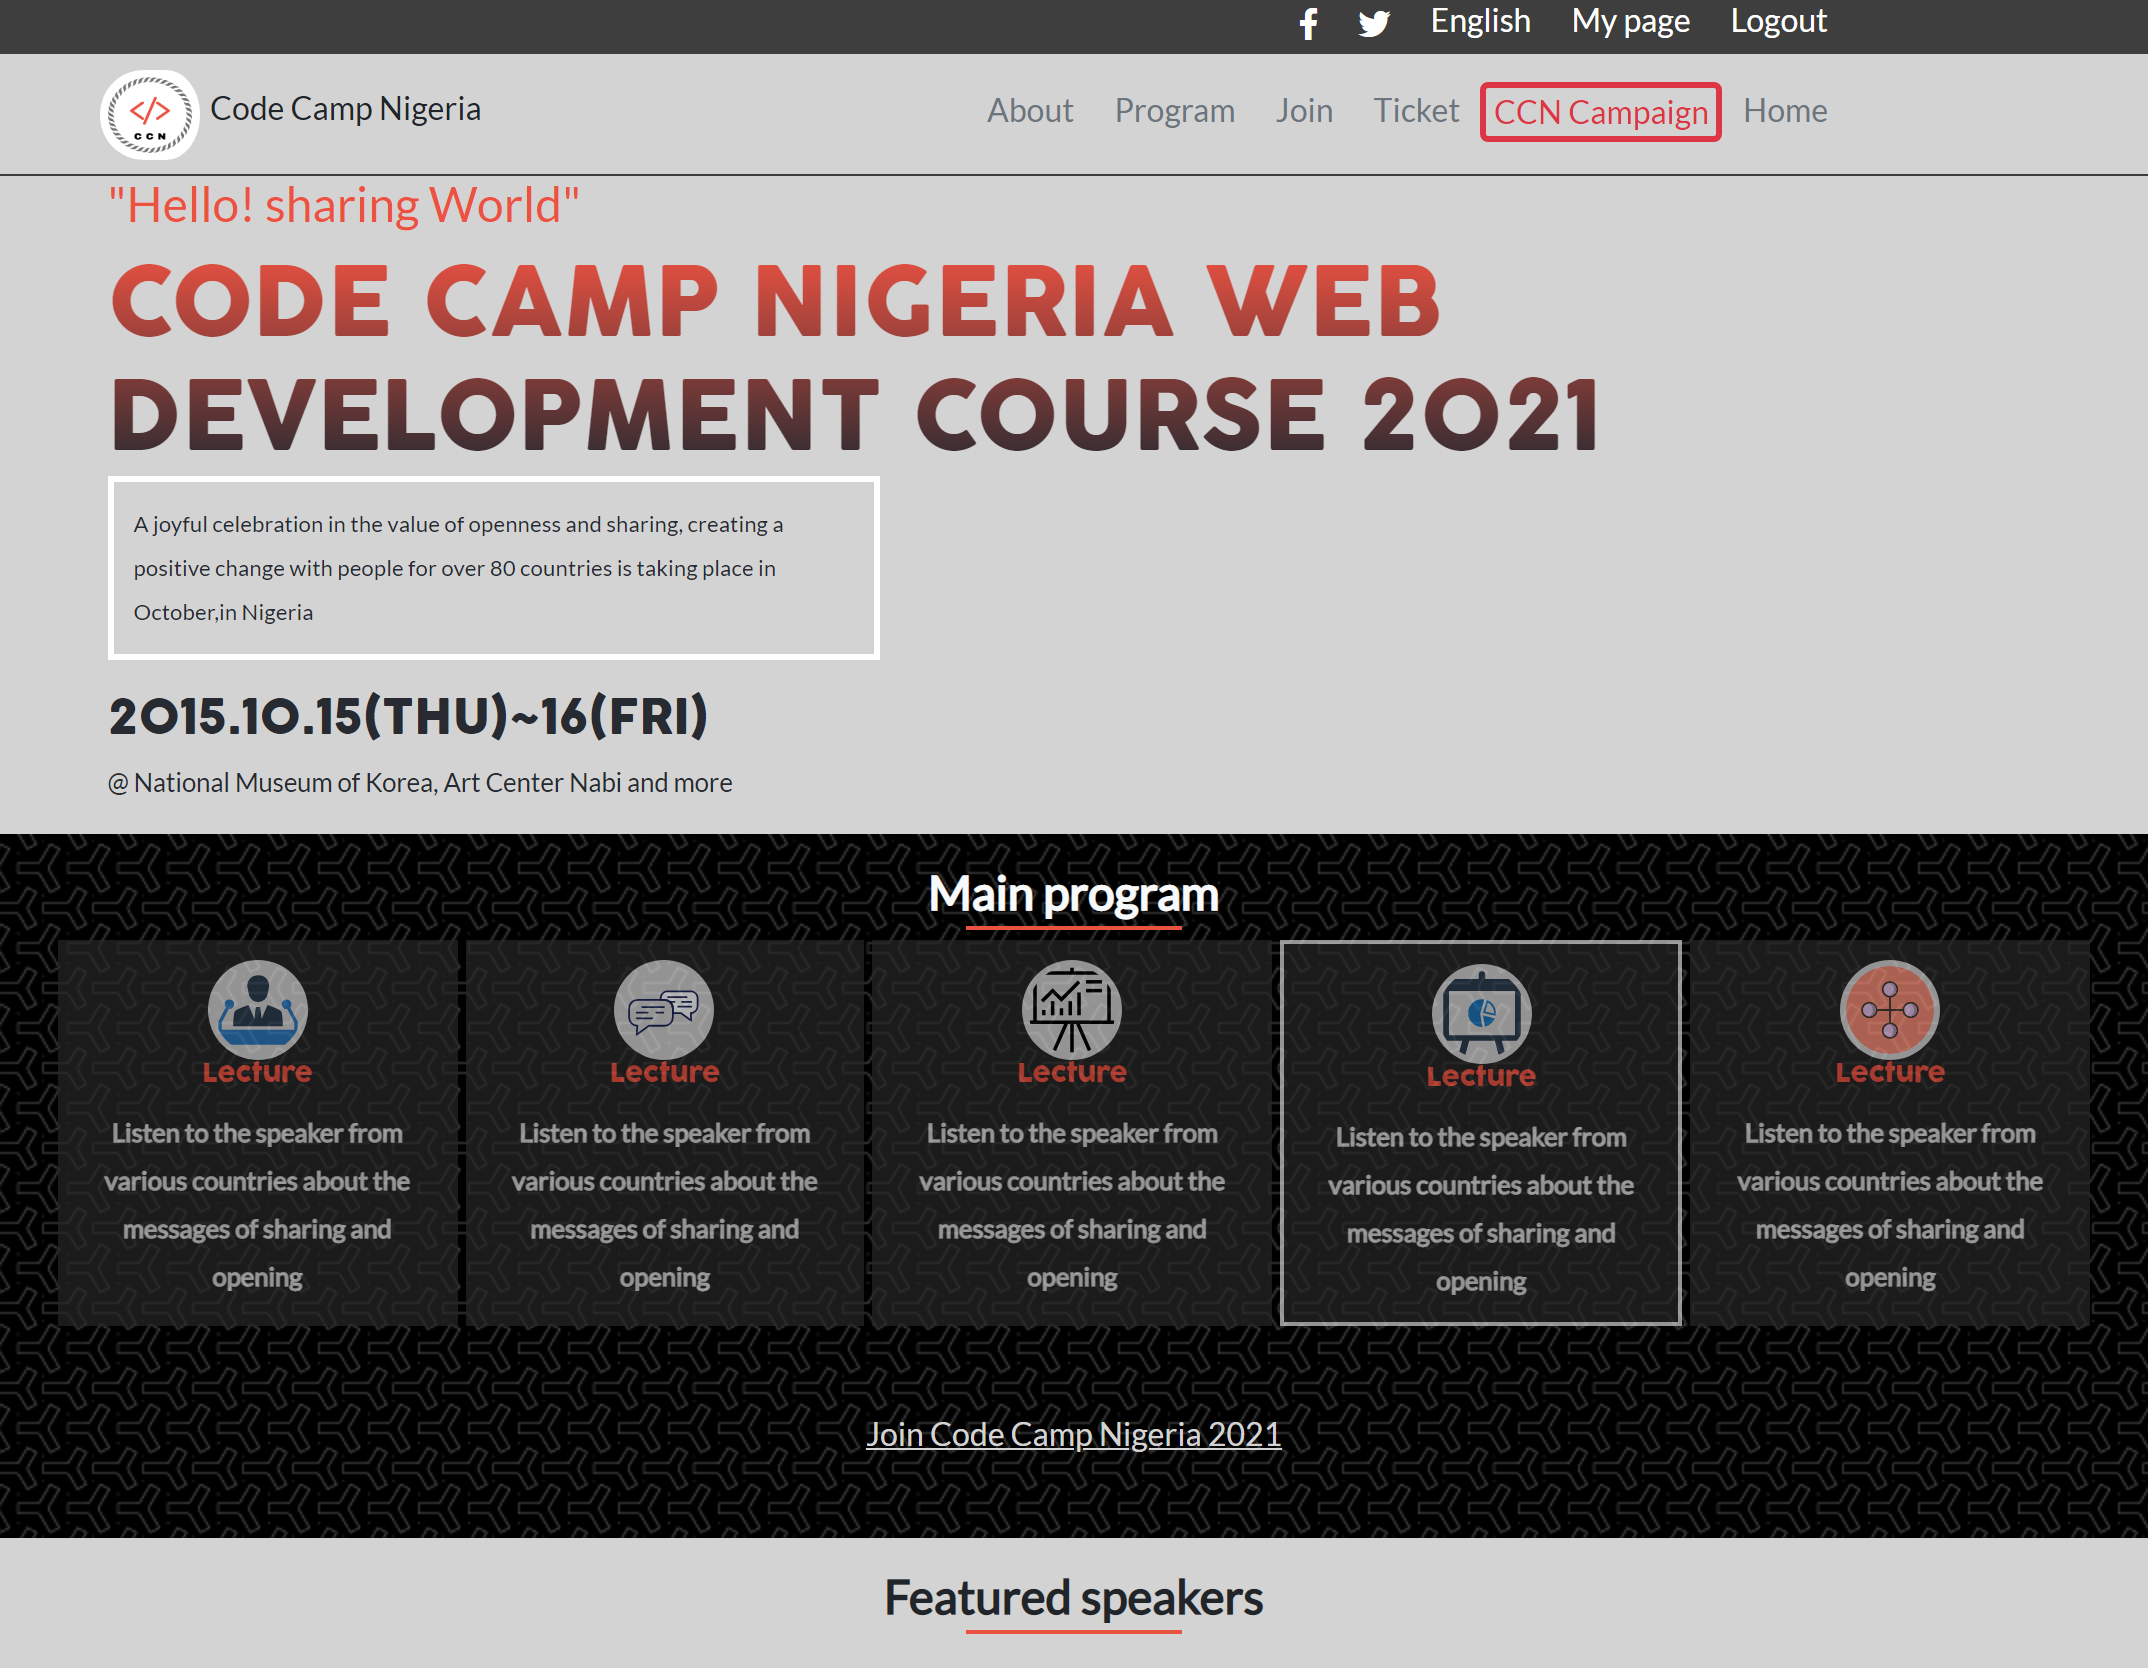 English My page Logout
CCN
Code Camp Nigeria
About Program Join Ticket CCN Campaign Home
"Hello! sharing World"
CODE CAMP NIGERIA WEB
DEVELOPMENT COURSE 2021
A joyful celebration in the value of openness and sharing, creating a
positive change with people for over 80 countries is taking place in
October,in Nigeria
2015.10.15(THU)~16(FRI)
@ National Museum of Korea, Art Center Nabi and more
Main program
Lecture
Listen to the speaker from
various countries about the
messages of sharing and
opening
Lecture
Listen to the speaker from
various countries about the
messages of sharing and
opening
Lecture
Listen to the speaker from
various countries about the
messages of sharing and
opening
Lecture
Listen to the speaker from
various countries about the
messages of sharing and
opening
Lecture
Listen to the speaker from
various countries about the
messages of sharing and
opening
Join Code Camp Nigeria 2021
Featured speakers